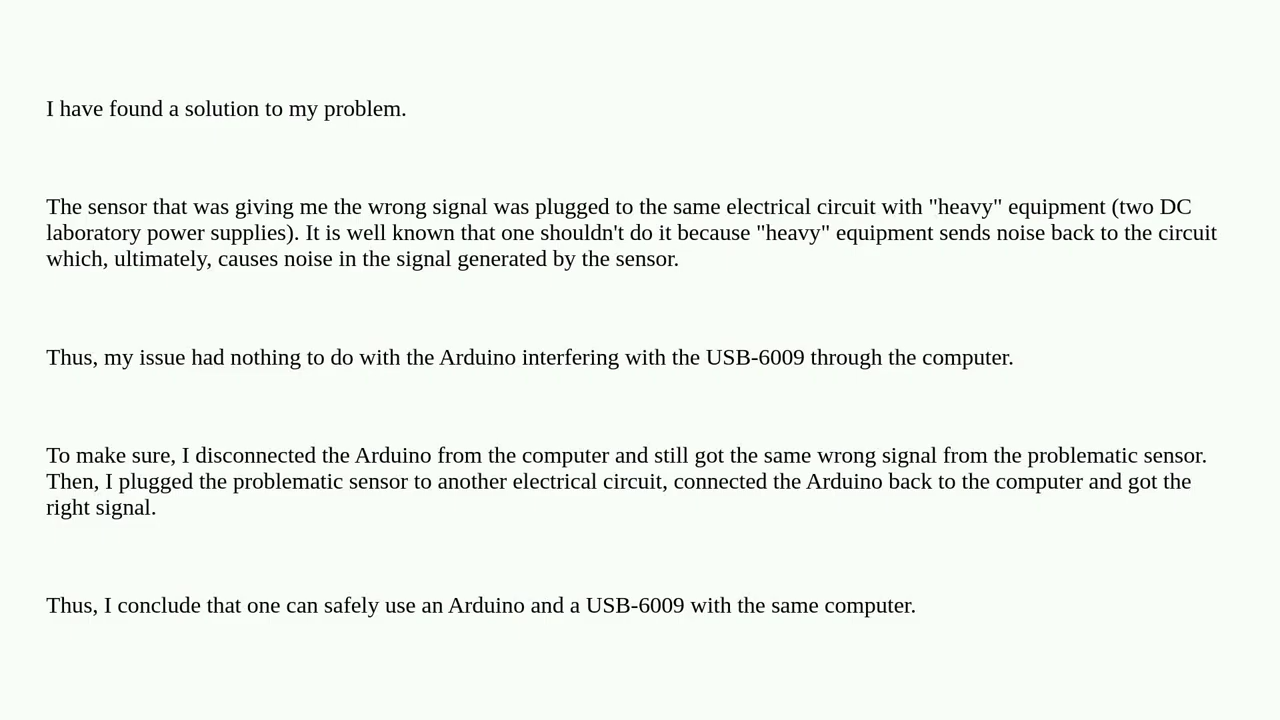 I have found a solution to my problem.
The sensor that was giving me the wrong signal was plugged to the same electrical circuit with "heavy" equipment (two DC
laboratory power supplies). It is well known that one shouldn't do it because "heavy" equipment sends noise back to the circuit
which, ultimately, causes noise in the signal generated by the sensor.
Thus, my issue had nothing to do with the Arduino interfering with the USB-6009 through the computer.
To make sure, I disconnected the Arduino from the computer and still got the same wrong signal from the problematic sensor.
Then, I plugged the problematic sensor to another electrical circuit, connected the Arduino back to the computer and got the
right signal.
Thus, I conclude that one can safely use an Arduino and a USB-6009 with the same computer.